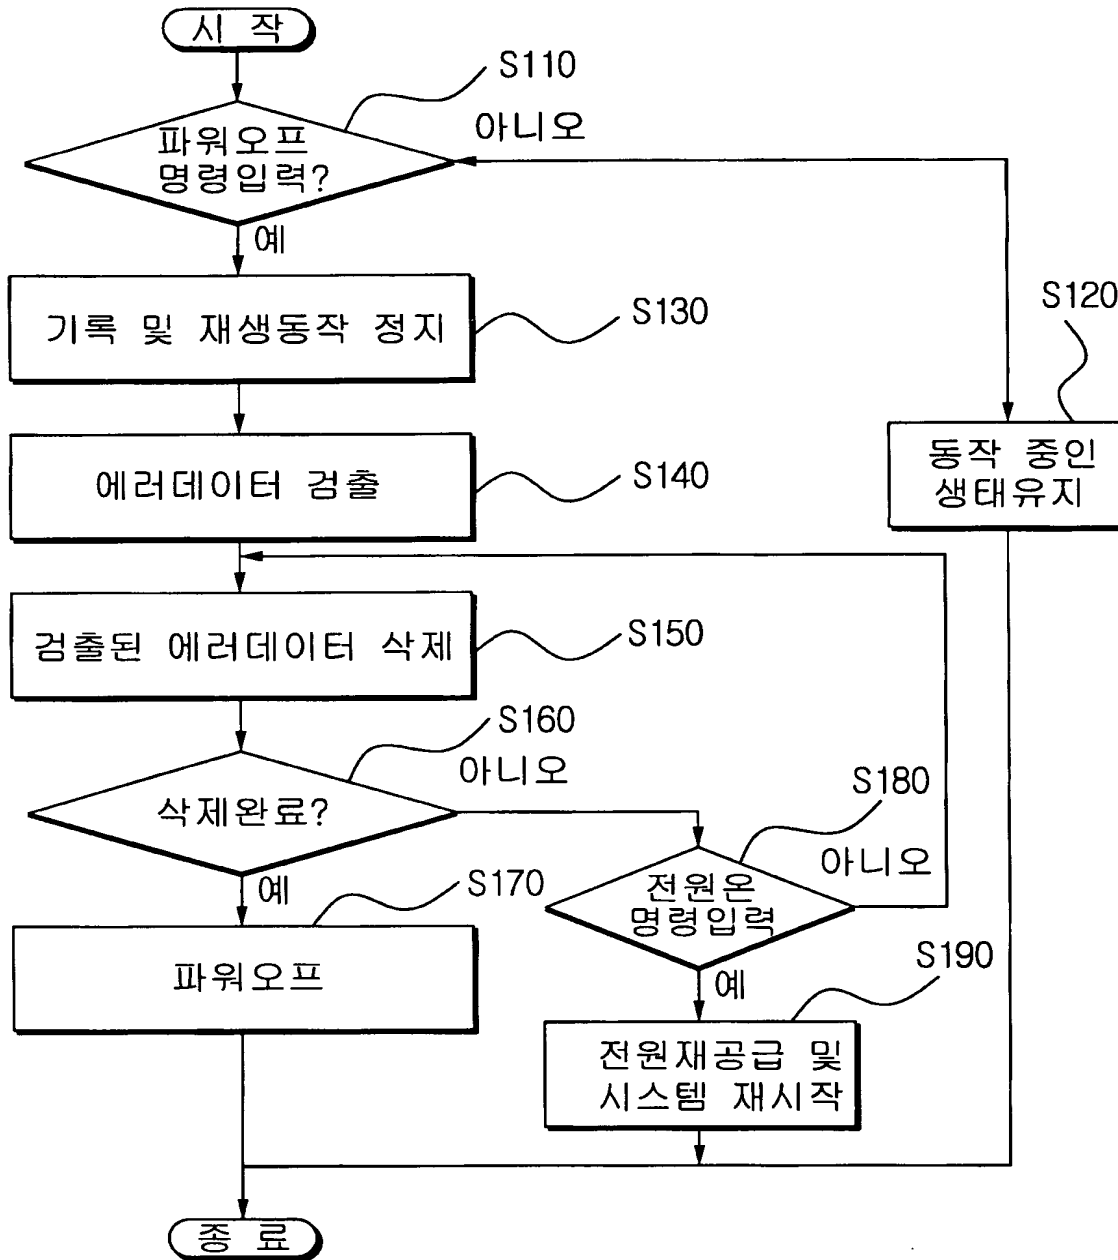 시 작
S110
아니오
파워오프
명령입력?
예
기록 및 재생동작 정지
S130
S120
동작 중인
생태유지
에러데이터 검출
S140
검출된 에러데이터 삭제
S150
S160
아니오
삭제완료?
S180
아니오
예
S170
전원온
명령입력
파워오프
예
S190
전원재공급 및
시스템 재시작
종 료